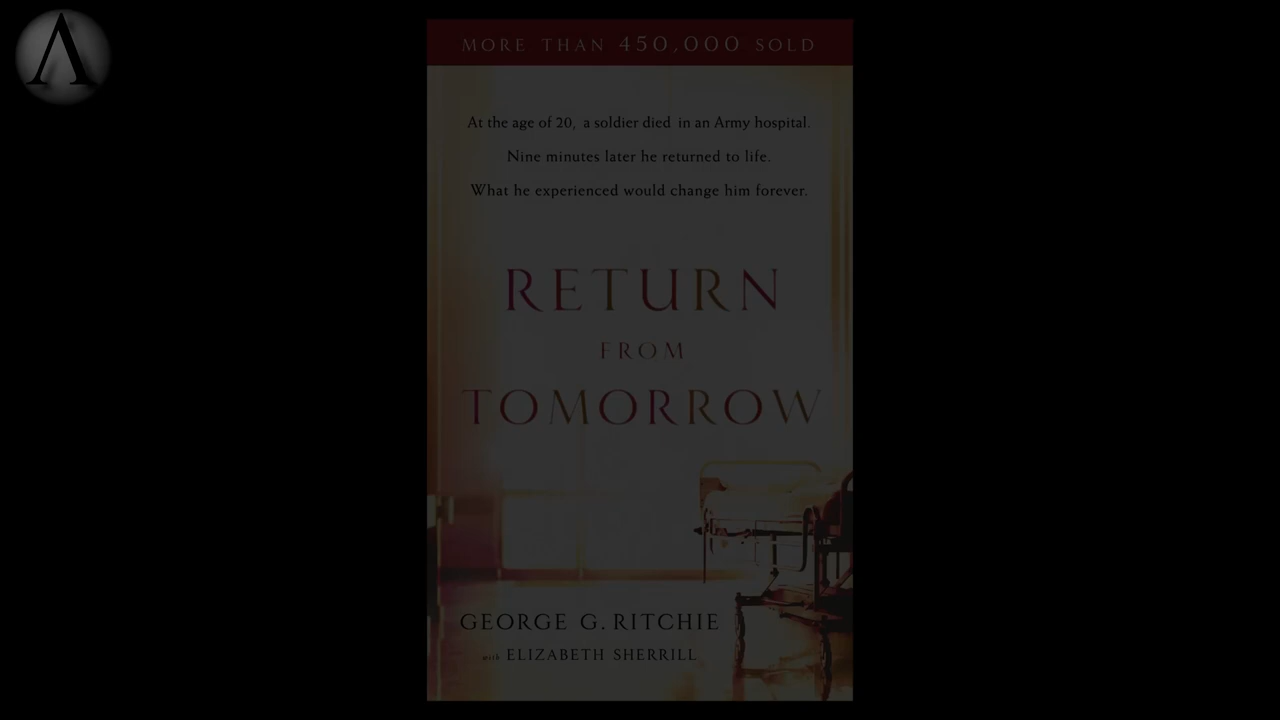 MORE THAN 450,000 SOLD
At the age of 20, a soldier died in an Army hospital.
Nine minutes later he returned to life.
What he experienced would change him forever.
RETURN
FROM
TOMORROW
GEORGE G. RITCHIE
with ELIZABETH SHERRILL